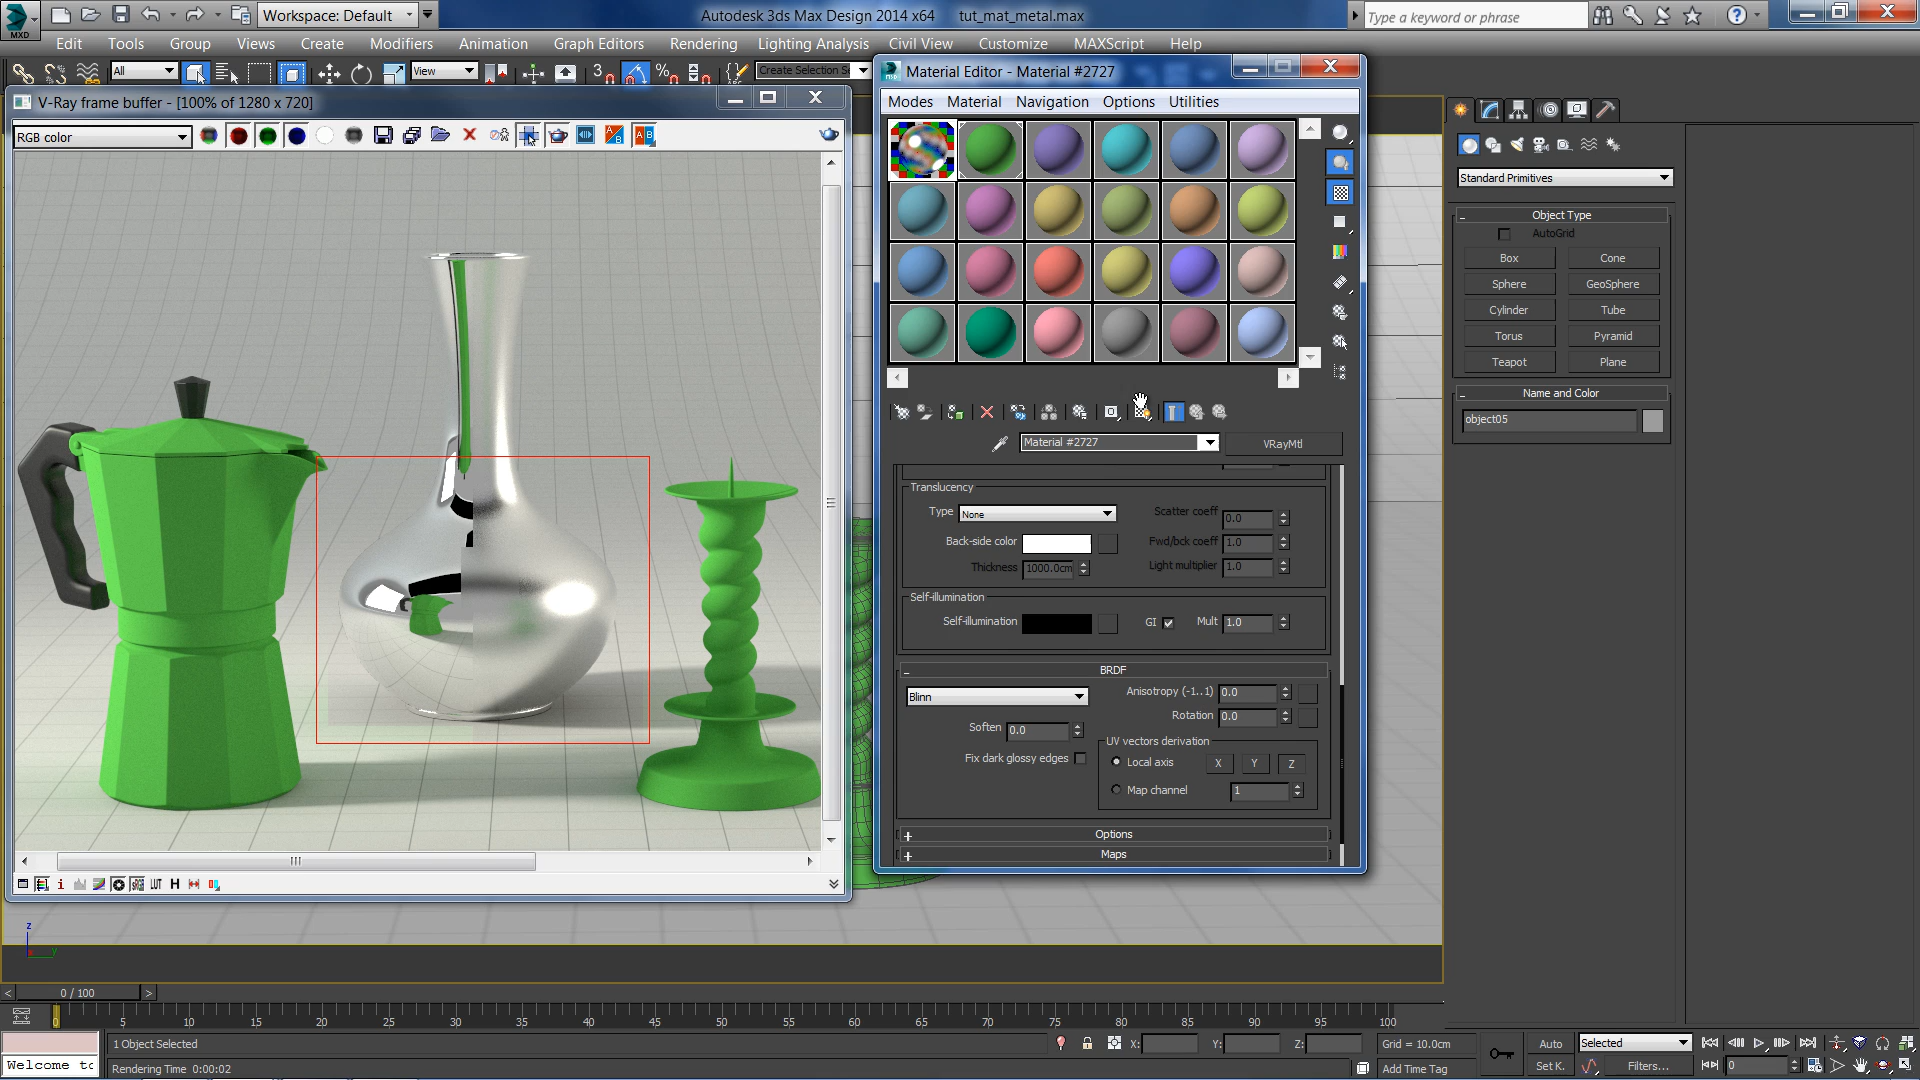 MXD
Workspace: Default
Autodesk 3ds Max Design 2014 x64 tut_mat_metal.max
Type a keyword or phrase
Edit Tools Group Views Create Modifiers Animation Graph Editors Rendering Lighting Analysis Civil View Customize MAXScript Help
All
View
3
Create Selection Se
V-Ray frame buffer - [100% of 1280 x 720]
RGB color
Material Editor - Material #2727
Modes Material Navigation Options Utilities
Material #2727
VRayMtl
Translucency
Type None
Scatter coeff 0.0
Back-side color
Fwd/bck coeff 1.0
Thickness 1000.0cm
Light multiplier 1.0
Self-illumination
Self-illumination
GI
Mult 1.0
BRDF
Blinn
Anisotropy (-1..1) 0.0
Rotation 0.0
Soften 0.0
UV vectors derivation
Fix dark glossy edges
Local axis X Y Z
Map channel 1
Options
Maps
Standard Primitives
Object Type
AutoGrid
Box Cone
Sphere GeoSphere
Cylinder Tube
Torus Pyramid
Teapot Plane
Name and Color
object05
LUT H
z
y
0 / 100
0 5 10 15 20 25 30 35 40 45 50 55 60 65 70 75 80 85 90 95 100
1 Object Selected
X: Y: Z:
Grid = 10.0cm
Auto
Selected
Welcome to
Rendering Time 0:00:02
Add Time Tag
Set K.
Filters...
0